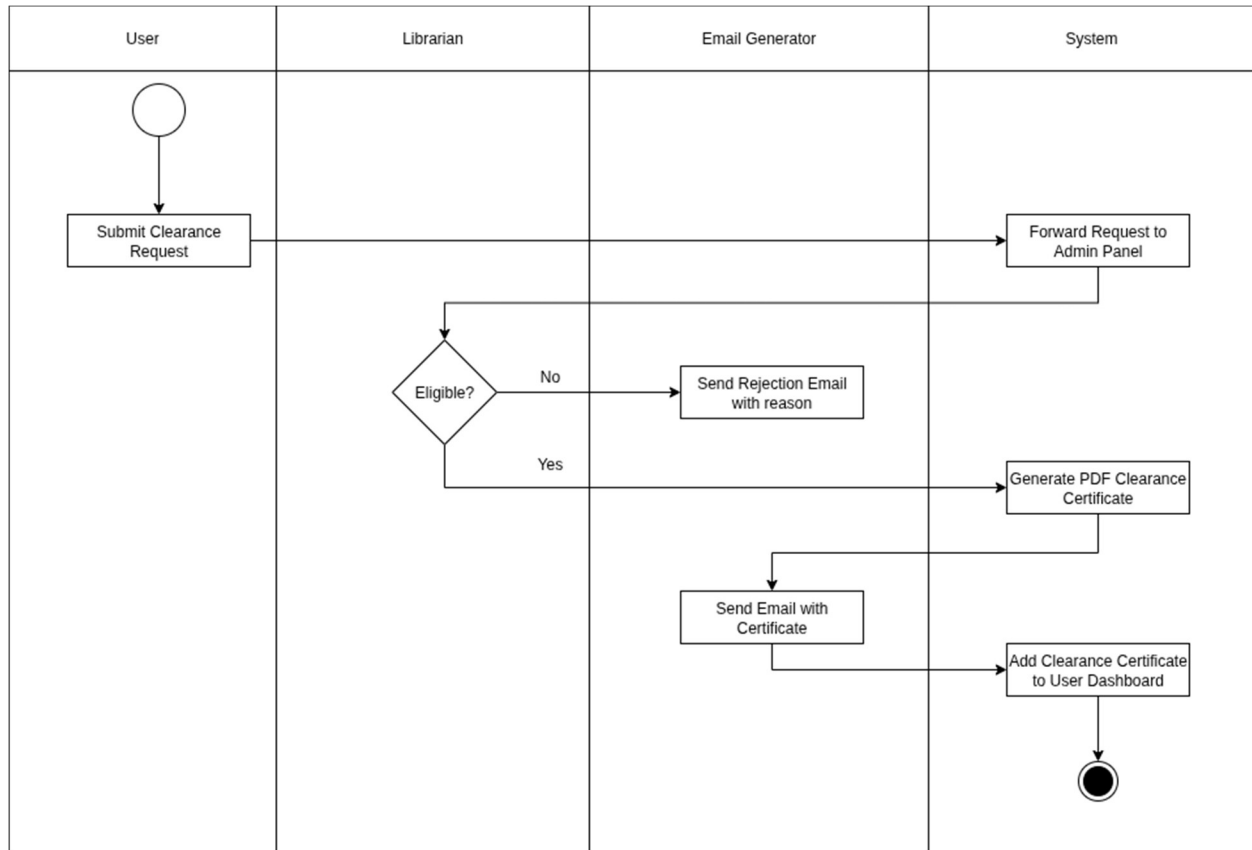 User
Librarian
Email Generator
System
Submit Clearance
Request
Forward Request to
Admin Panel
Eligible?
No
Send Rejection Email
with reason
Yes
Generate PDF Clearance
Certificate
Send Email with
Certificate
Add Clearance Certificate
to User Dashboard